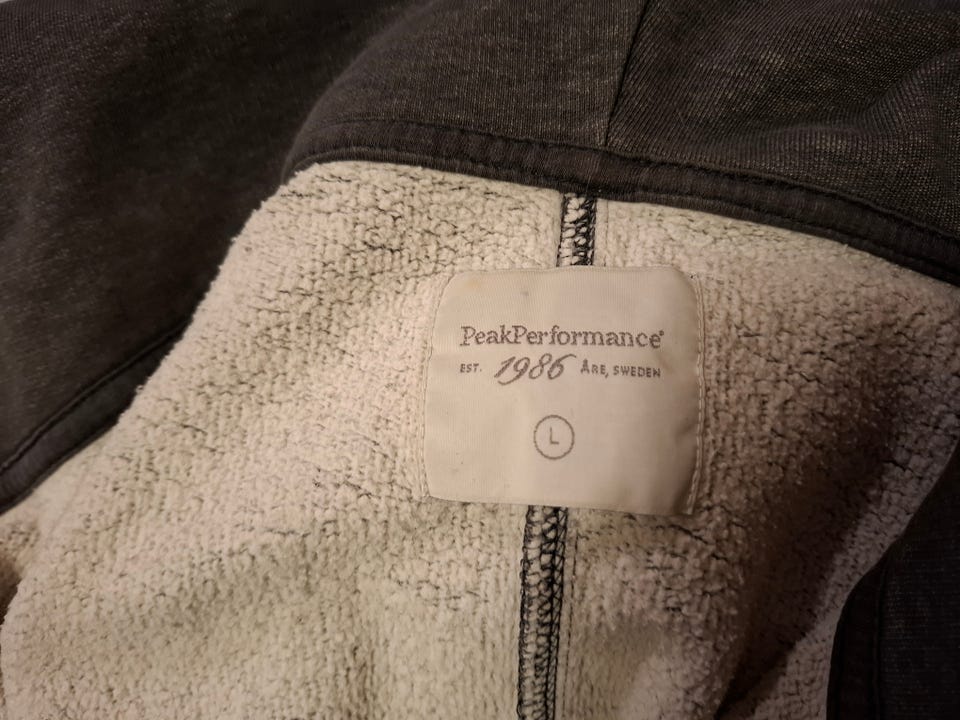 PeakPerformance®
EST. 1986 ÅRE, SWEDEN
L